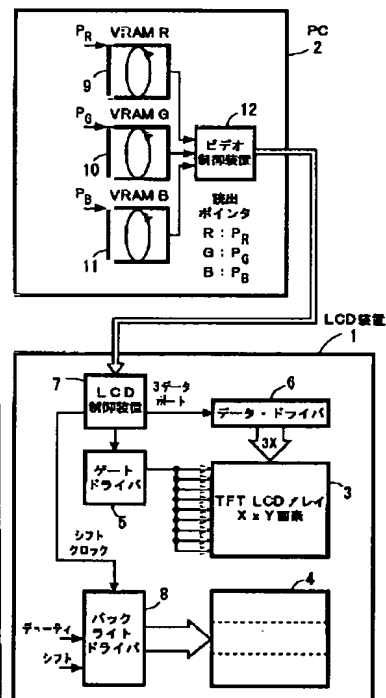 PR VRAM R
PC
2
9
PG VRAM G
12
ビデオ
制御装置
10
PB VRAM B
読出
ポインタ
R : PR
G : PG
B : PB
11
LCD装置
1
7
LCD
制御装置
3データ
ポート
6
データ・ドライバ
3X
ゲート
ドライバ
5
3
TFT LCDアレイ
X x Y画素
シフト
クロック
8
4
デューティ
シフト
バック
ライトド
ライバ